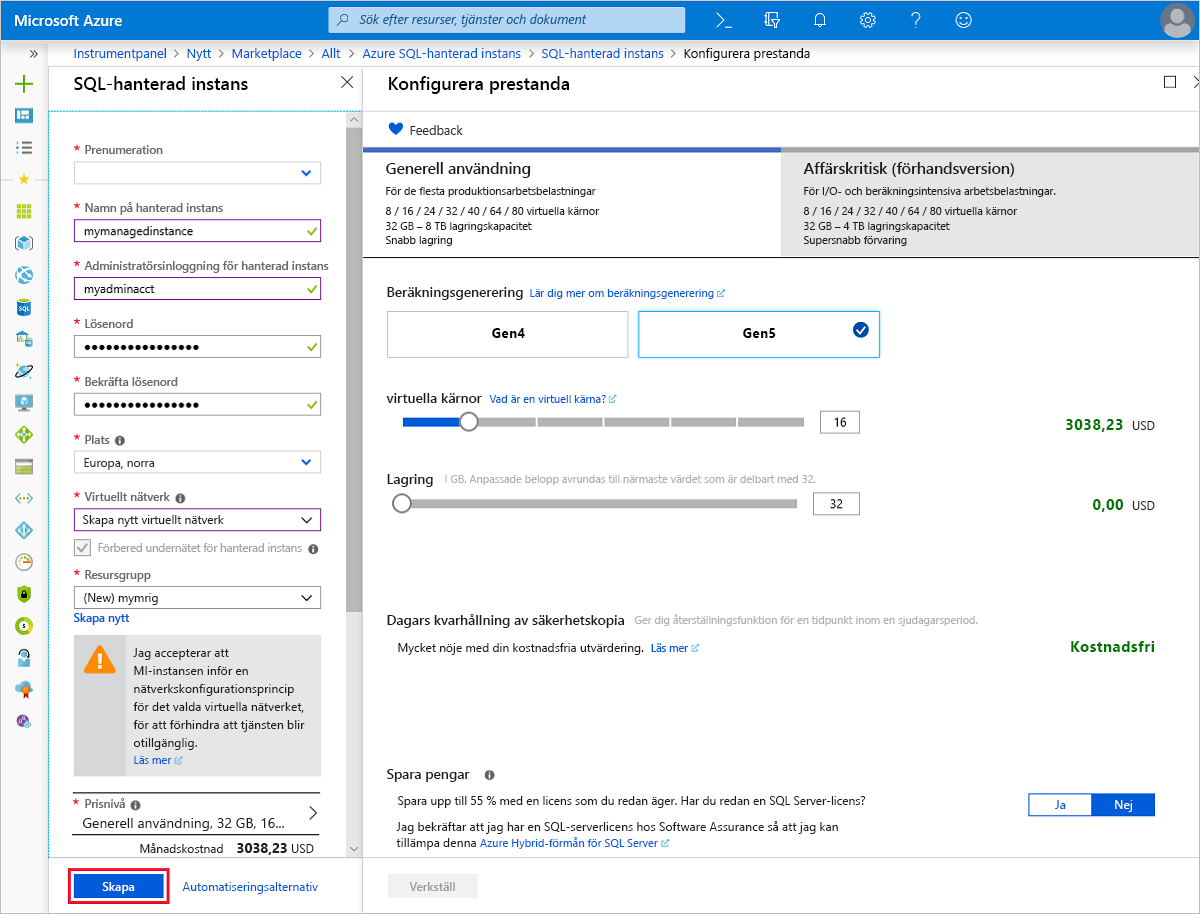 Microsoft Azure
Sök efter resurser, tjänster och dokument
Instrumentpanel > Nytt > Marketplace > Allt > Azure SQL-hanterad instans > SQL-hanterad instans > Konfigurera prestanda
SQL-hanterad instans
* Prenumeration
* Namn på hanterad instans
mymanagedinstance
* Administratörsinloggning för hanterad instans
myadminacct
* Lösenord
••••••••••••••••
* Bekräfta lösenord
••••••••••••••••
* Plats
Europa, norra
* Virtuellt nätverk
Skapa nytt virtuellt nätverk
Förbered undernätet för hanterad instans
* Resursgrupp
(New) mymrig
Skapa nytt
Jag accepterar att
MI-instansen inför en
nätverkskonfigurationsprincip
för det valda virtuella nätverket,
för att förhindra att tjänsten blir
otillgänglig.
Läs mer
* Prisnivå
Generell användning, 32 GB, 16...
Månadskostnad 3038,23 USD
Skapa
Automatiseringsalternativ
Konfigurera prestanda
Feedback
Generell användning
För de flesta produktionsarbetsbelastningar
8 / 16 / 24 / 32 / 40 / 64 / 80 virtuella kärnor
32 GB – 8 TB lagringskapacitet
Snabb lagring
Affärskritisk (förhandsversion)
För I/O- och beräkningsintensiva arbetsbelastningar.
8 / 16 / 24 / 32 / 40 / 64 / 80 virtuella kärnor
32 GB – 4 TB lagringskapacitet
Supersnabb förvaring
Beräkningsgenerering Lär dig mer om beräkningsgenerering
Gen4
Gen5
virtuella kärnor Vad är en virtuell kärna?
16
3038,23 USD
Lagring I GB. Anpassade belopp avrundas till närmaste värdet som är delbart med 32.
32
0,00 USD
Dagars kvarhållning av säkerhetskopia Ger dig återställningsfunktion för en tidpunkt inom en sjudagarsperiod.
Mycket nöje med din kostnadsfria utvärdering. Läs mer
Kostnadsfri
Spara pengar
Spara upp till 55 % med en licens som du redan äger. Har du redan en SQL Server-licens?
Ja
Nej
Jag bekräftar att jag har en SQL-serverlicens hos Software Assurance så att jag kan
tillämpa denna Azure Hybrid-förmån för SQL Server
Verkställ